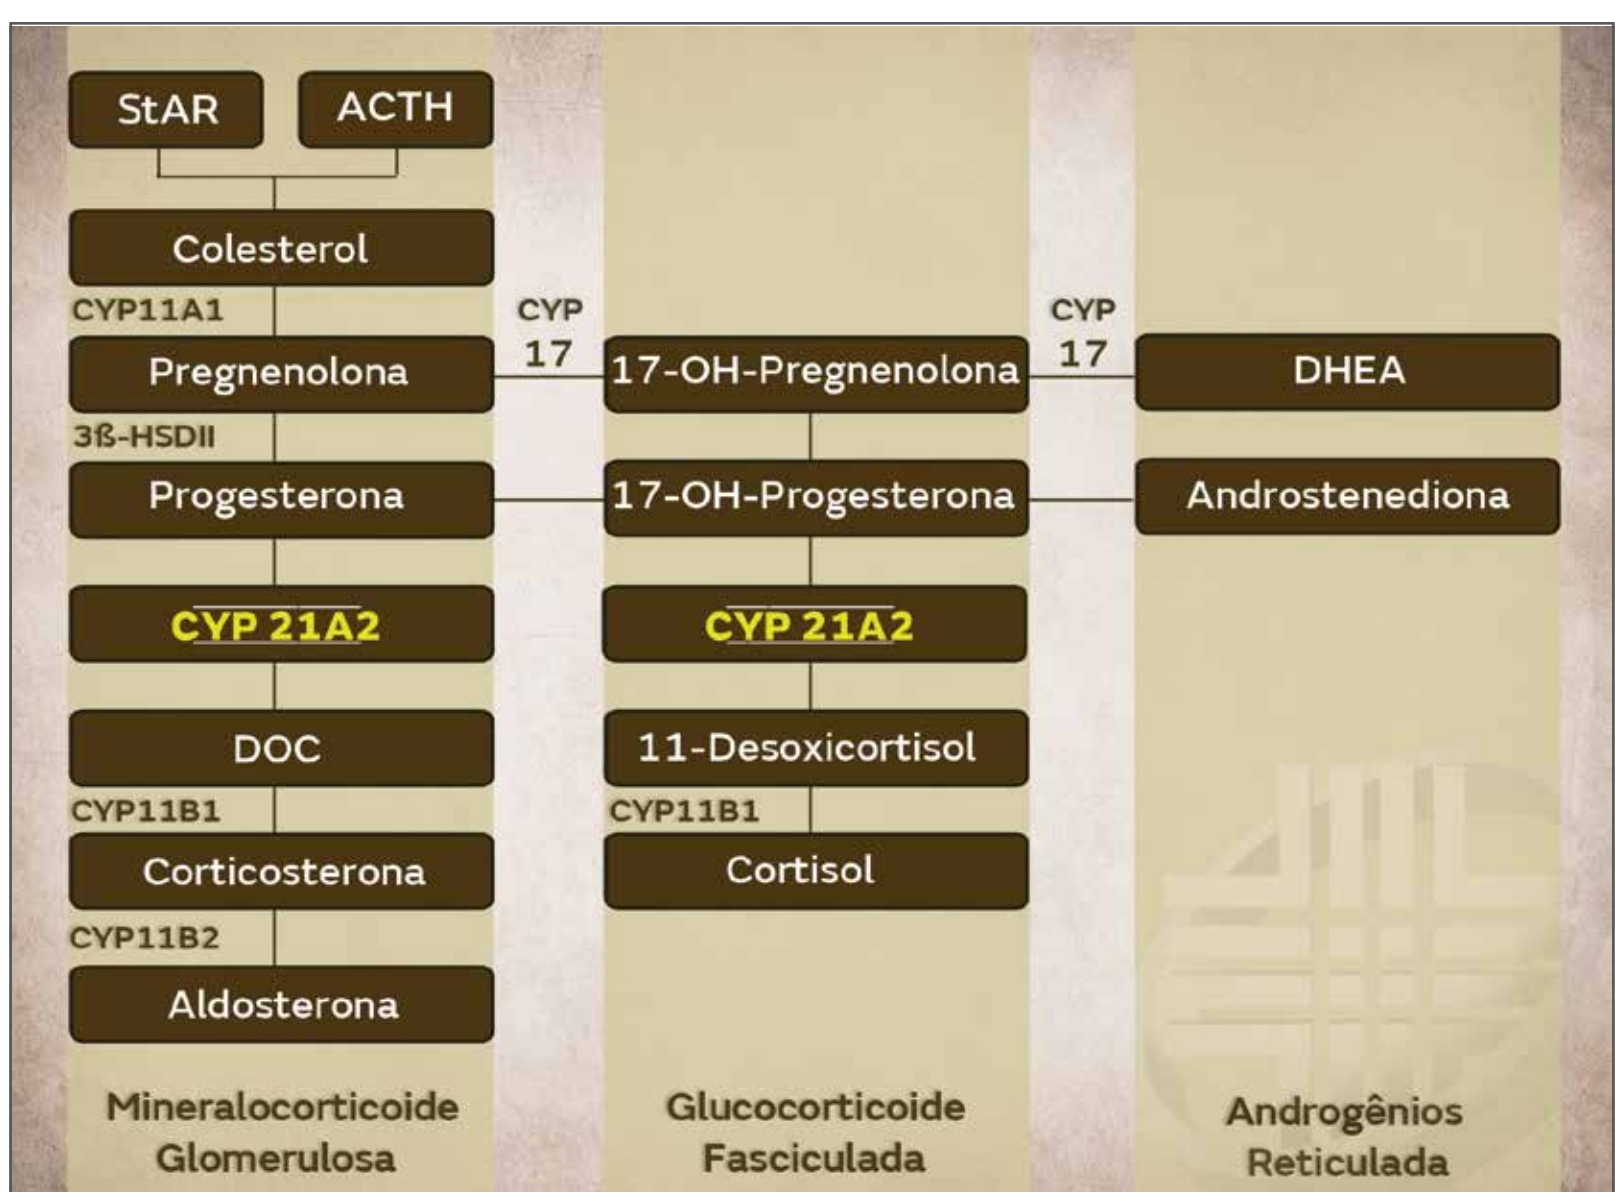 StAR
ACTH
Colesterol
CYP11A1
CYP
17
CYP
17
Pregnenolona
17-OH-Pregnenolona
DHEA
3ß-HSDII
Progesterona
17-OH-Progesterona
Androstenediona
CYP 21A2
CYP 21A2
DOC
11-Desoxicortisol
CYP11B1
CYP11B1
Corticosterona
Cortisol
CYP11B2
Aldosterona
Mineralocorticoide
Glomerulosa
Glucocorticoide
Fasciculada
Androgênios
Reticulada